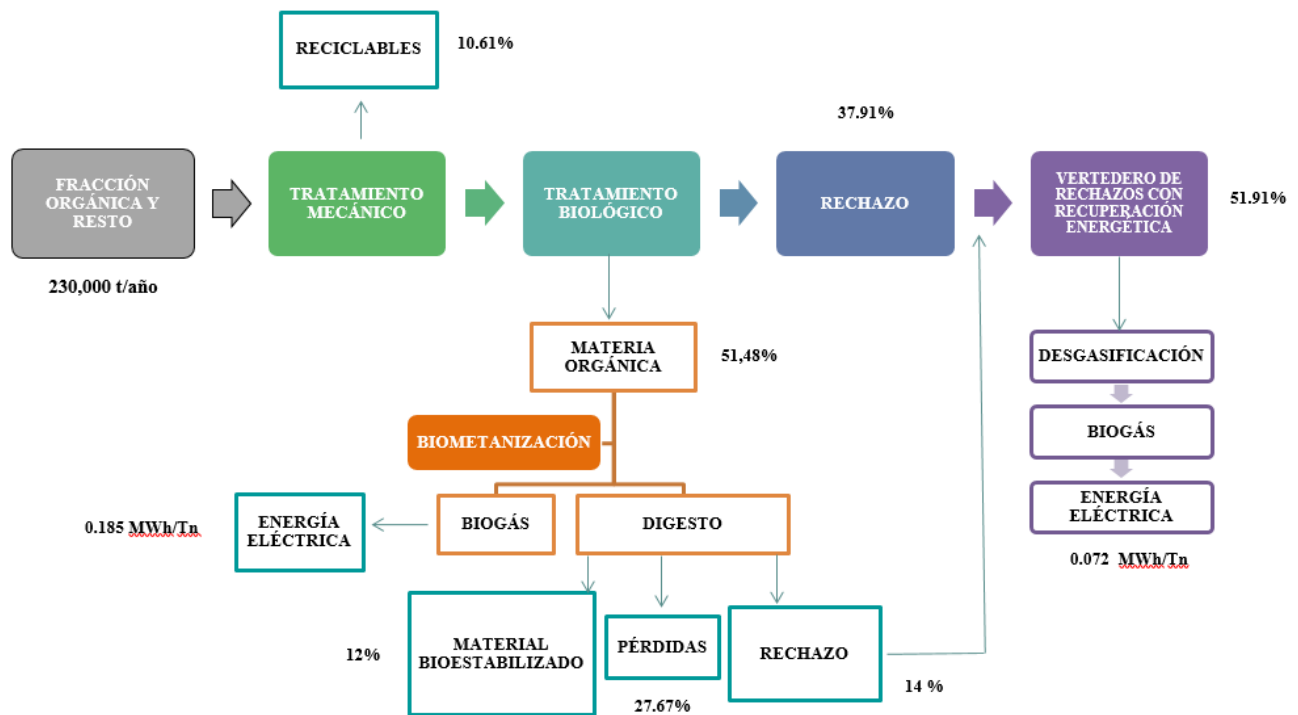 RECICLABLES
10.61%
37.91%
FRACCIÓN
ORGÁNICA Y
RESTO
TRATAMIENTO
MECÁNICO
TRATAMIENTO
BIOLÓGICO
RECHAZO
VERTEDERO DE
RECHAZOS CON
RECUPERACIÓN
ENERGÉTICA
51.91%
230,000 t/año
MATERIA
ORGÁNICA
51,48%
DESGASIFICACIÓN
BIOMETANIZACIÓN
BIOGÁS
0.185 MWh/Tn
ENERGÍA
ELÉCTRICA
BIOGÁS
DIGESTO
ENERGÍA
ELÉCTRICA
0.072 MWh/Tn
12%
MATERIAL
BIOESTABILIZADO
PÉRDIDAS
RECHAZO
27.67%
14 %